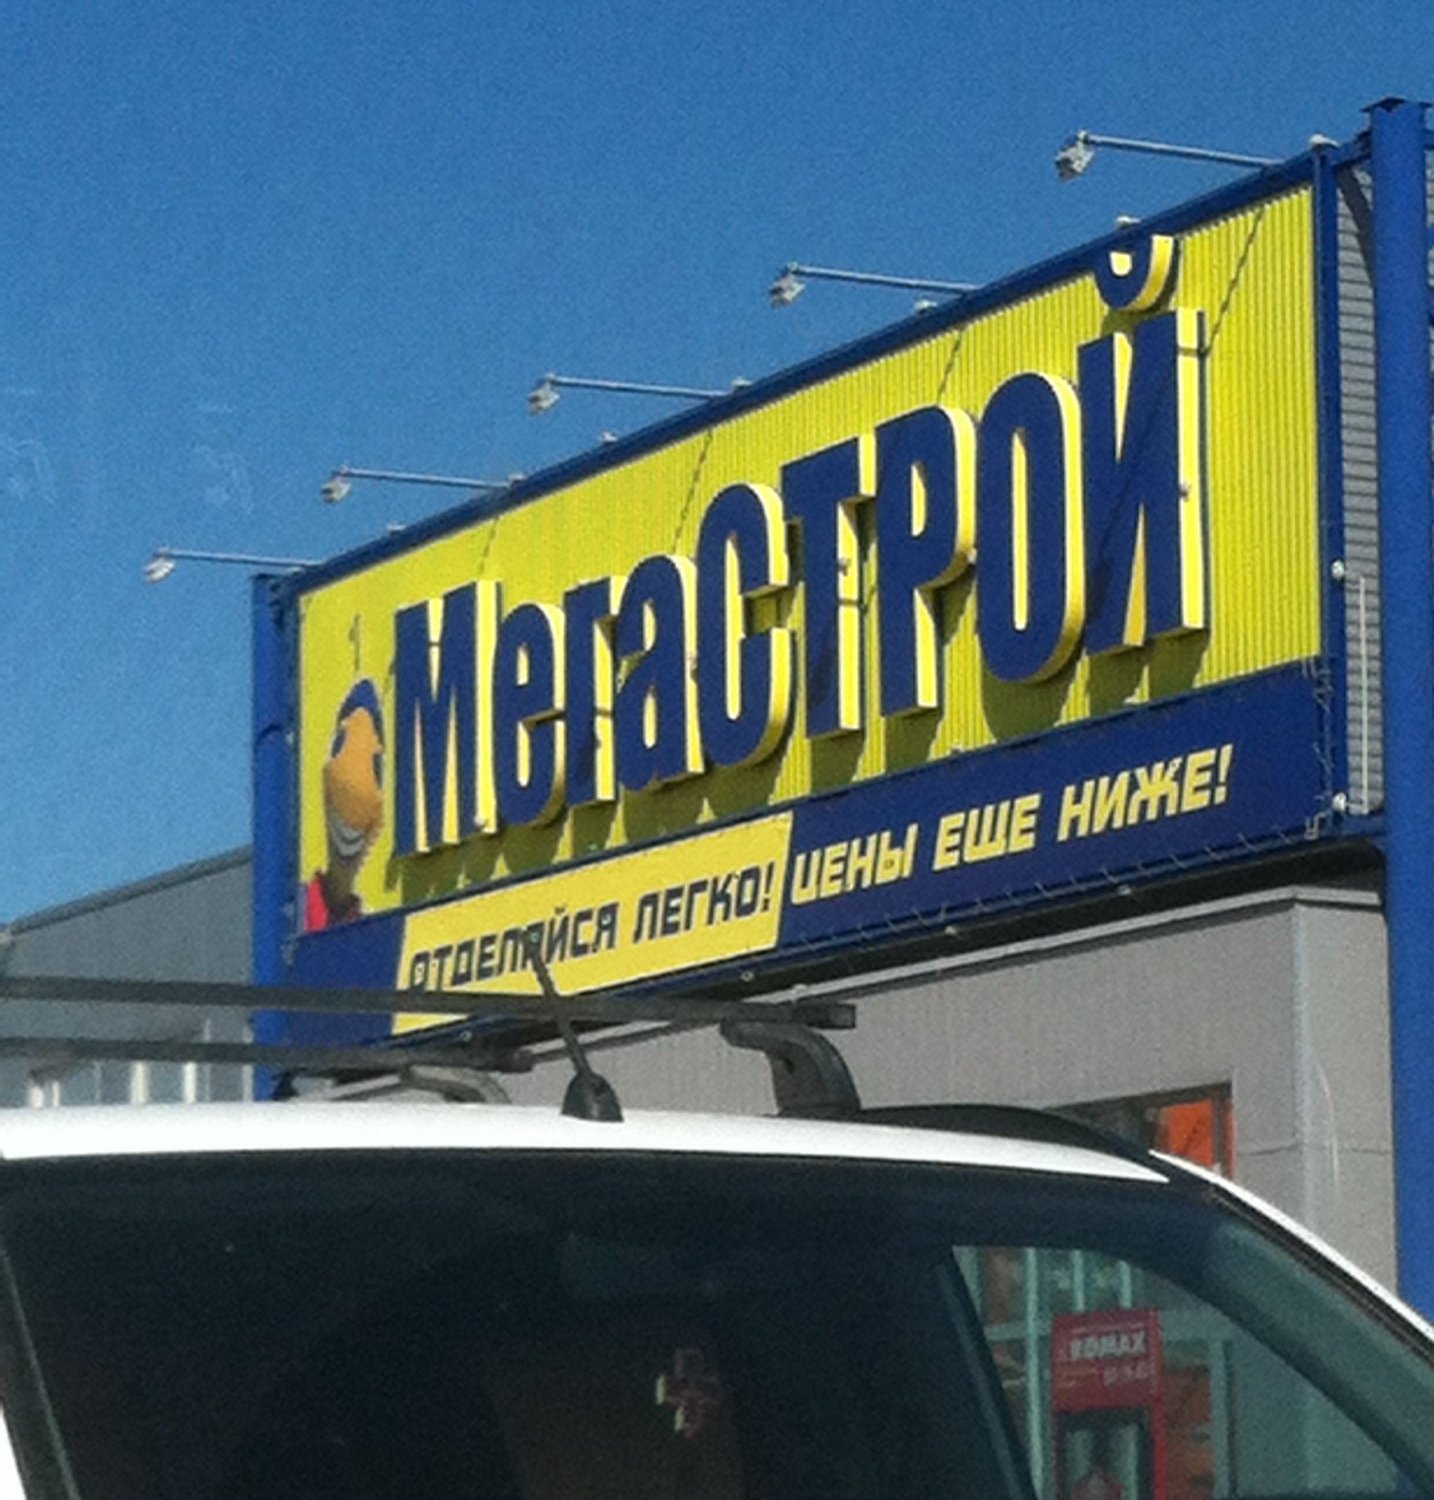 МегаСТРОЙ
ОТДЕЛАЙСЯ ЛЕГКО! ЦЕНЫ ЕЩЕ НИЖЕ!